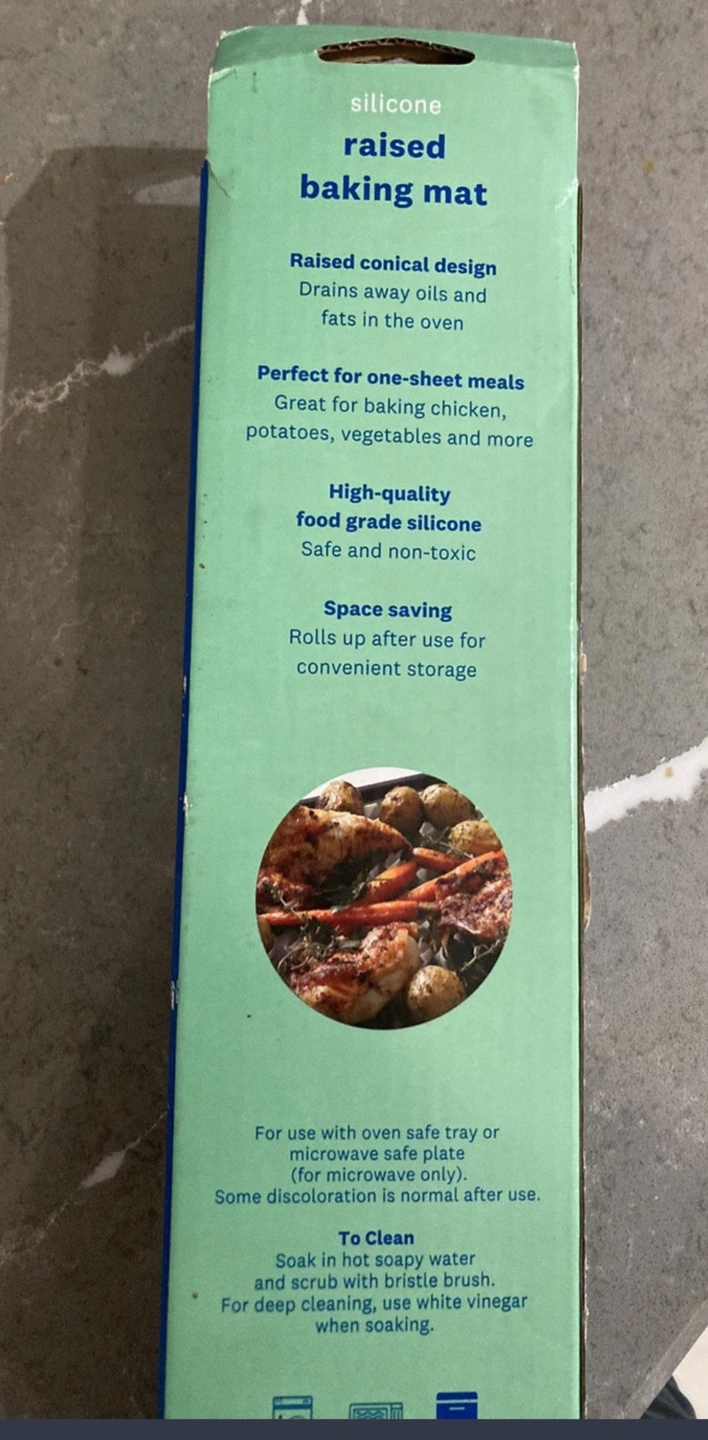 silicone
raised
baking mat
Raised conical design
Drains away oils and
fats in the oven
Perfect for one-sheet meals
Great for baking chicken,
potatoes, vegetables and more
High-quality
food grade silicone
Safe and non-toxic
Space saving
Rolls up after use for
convenient storage
For use with oven safe tray or
microwave safe plate
(for microwave only).
Some discoloration is normal after use.
To Clean
Soak in hot soapy water
and scrub with bristle brush.
For deep cleaning, use white vinegar
when soaking.